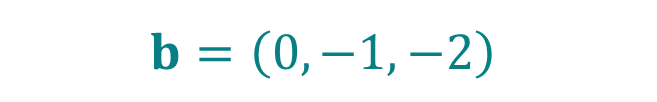 b = (0, −1, −2)